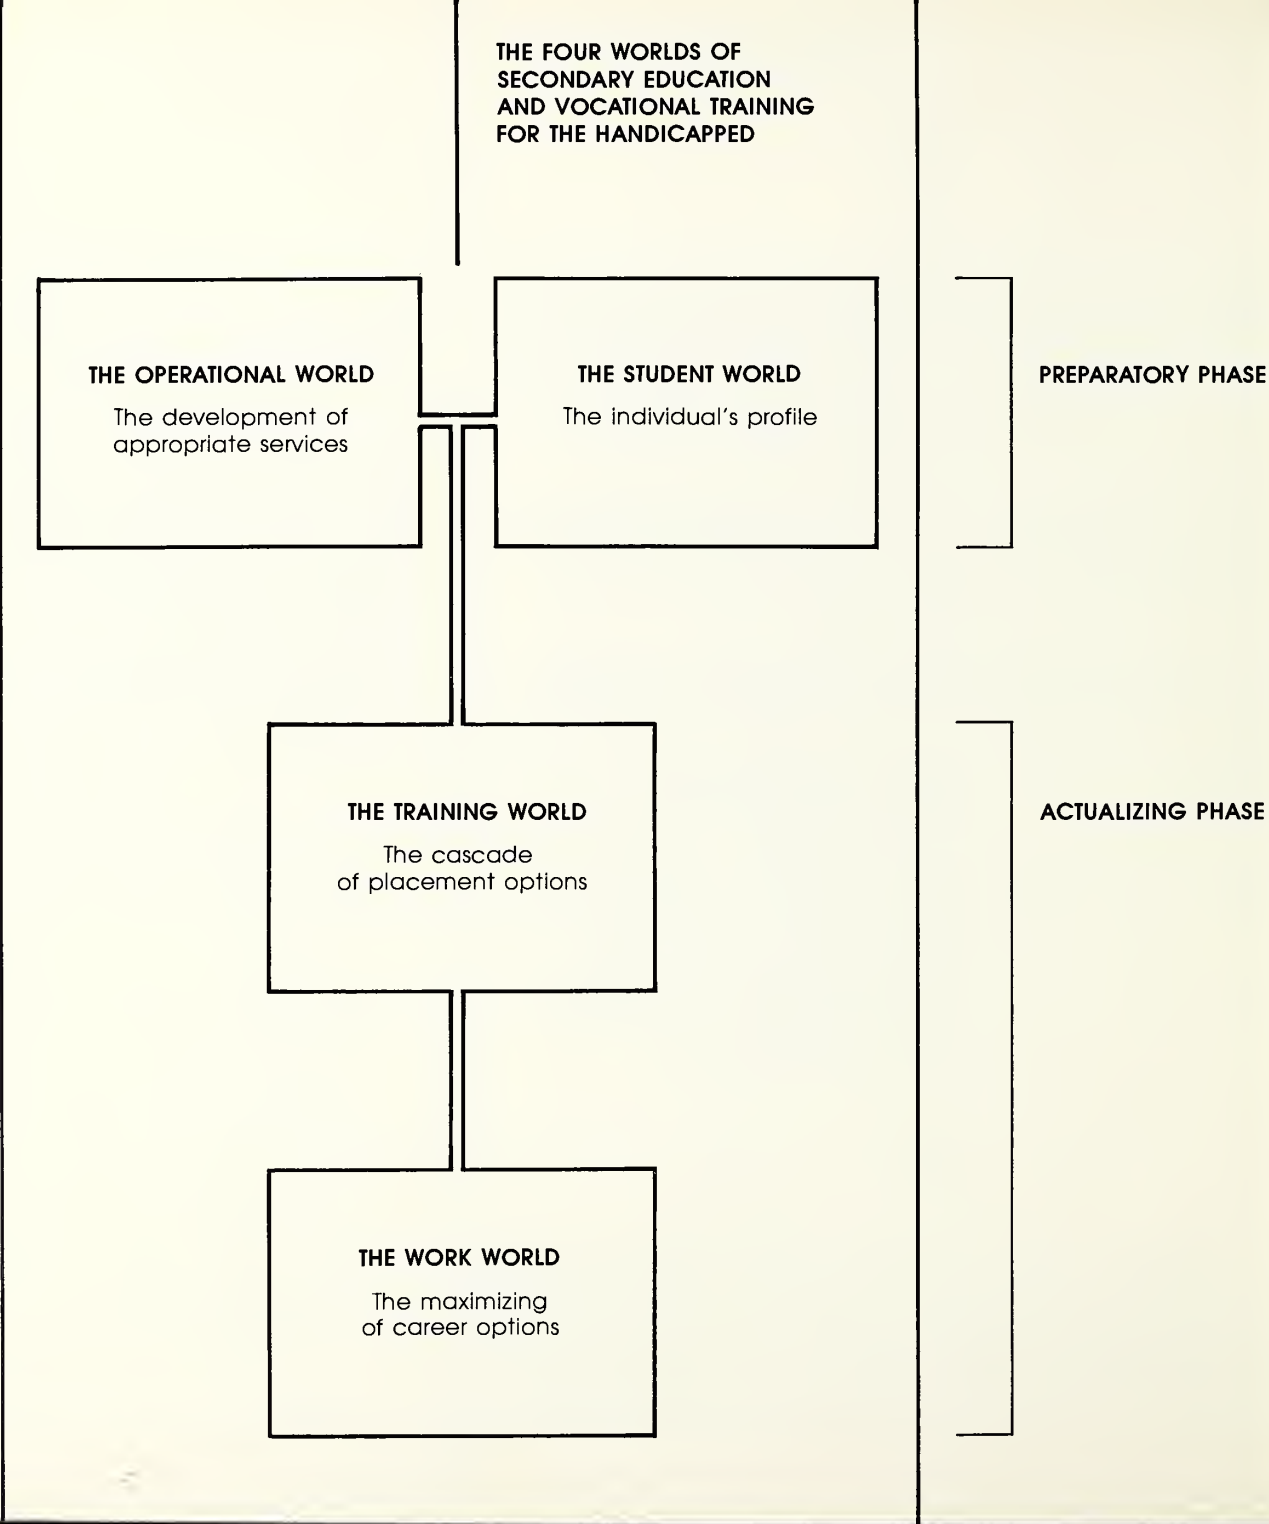 THE FOUR WORLDS OF
SECONDARY EDUCATION
AND VOCATIONAL TRAINING
FOR THE HANDICAPPED
THE OPERATIONAL WORLD
The development of
appropriate services
THE STUDENT WORLD
The individual's profile
PREPARATORY PHASE
THE TRAINING WORLD
The cascade
of placement options
ACTUALIZING PHASE
THE WORK WORLD
The maximizing
of career options